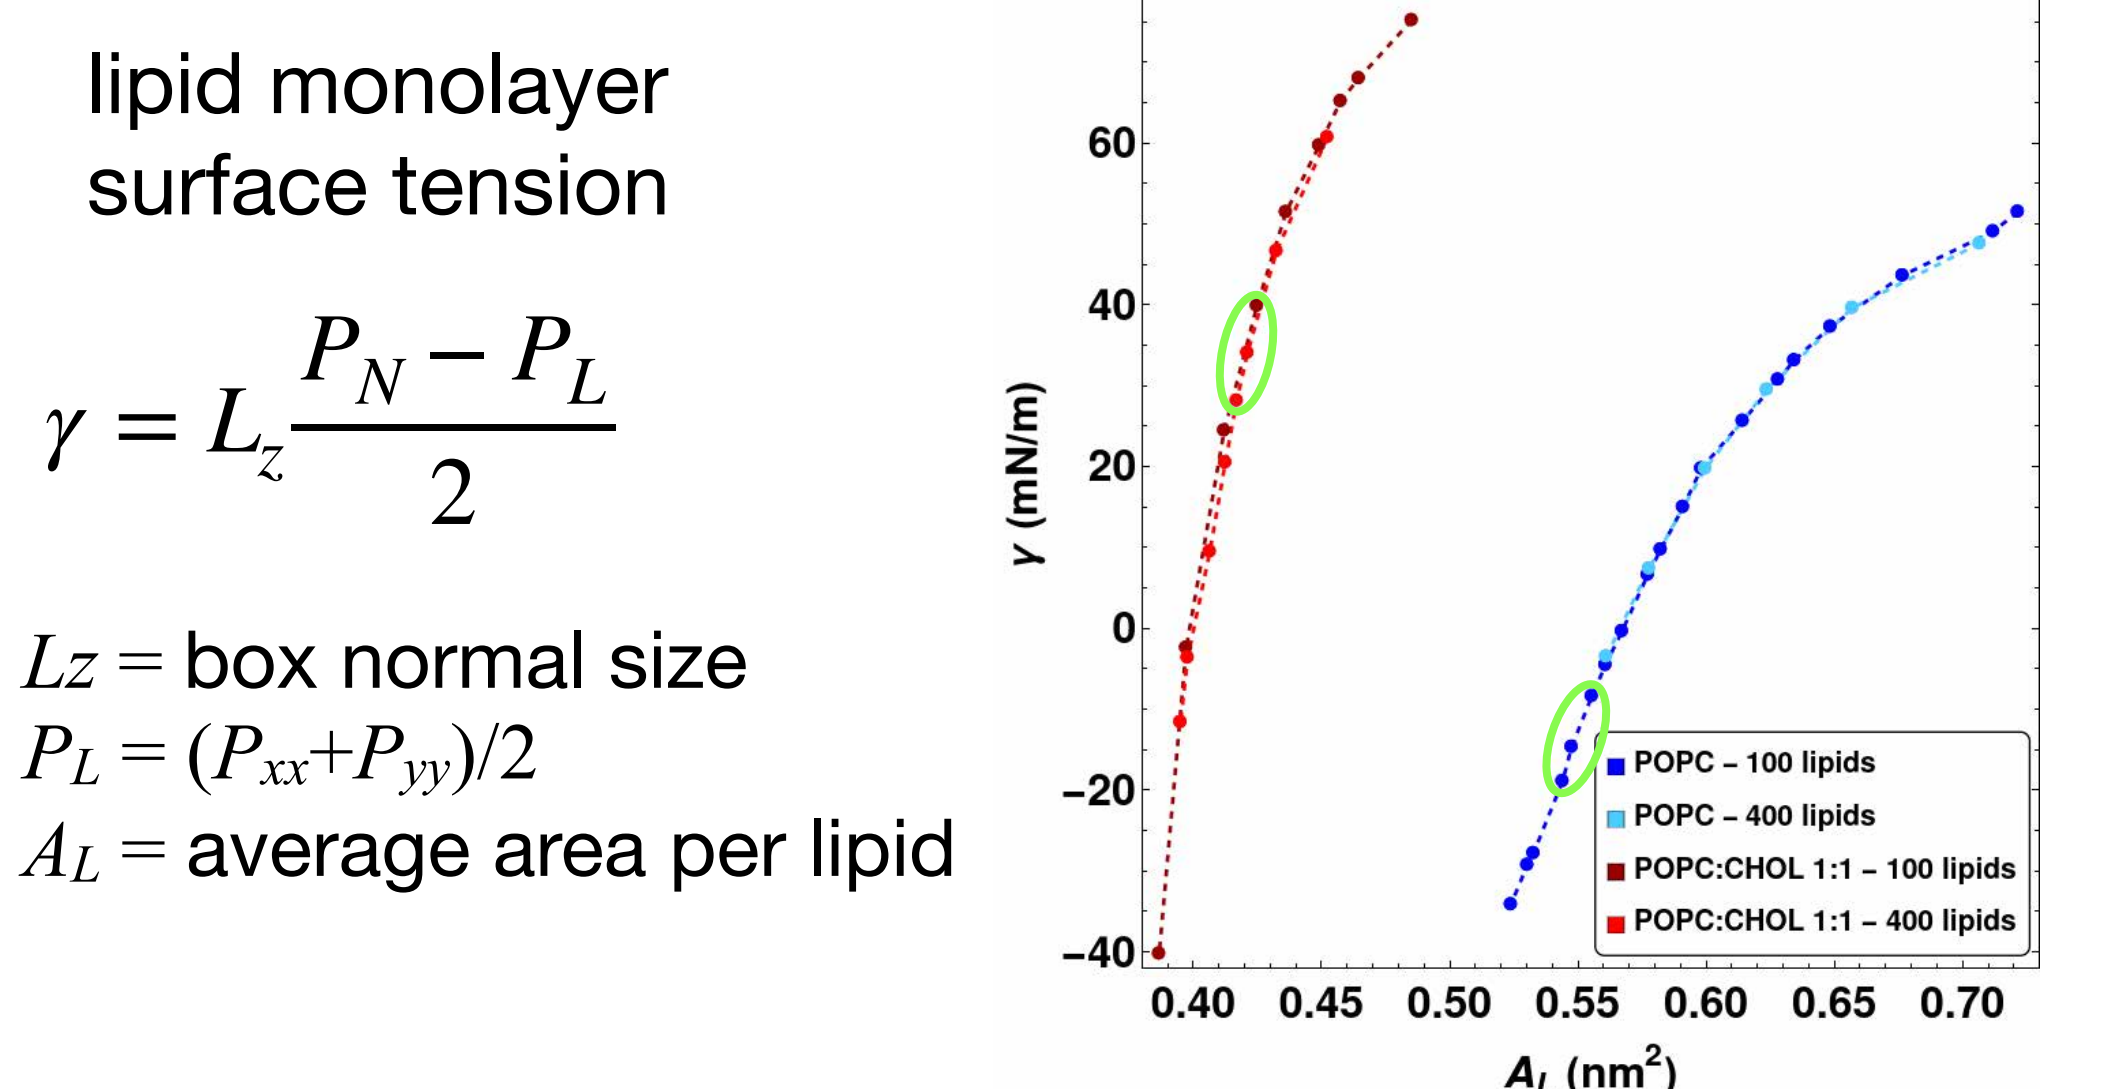 lipid monolayer
surface tension
γ = L_z (P_N – P_L)/2
Lz = box normal size
P_L = (P_xx+P_yy)/2
A_L = average area per lipid
γ (mN/m)
60
40
20
0
−20
−40
POPC – 100 lipids
POPC – 400 lipids
POPC:CHOL 1:1 – 100 lipids
POPC:CHOL 1:1 – 400 lipids
0.40 0.45 0.50 0.55 0.60 0.65 0.70
A_L (nm²)